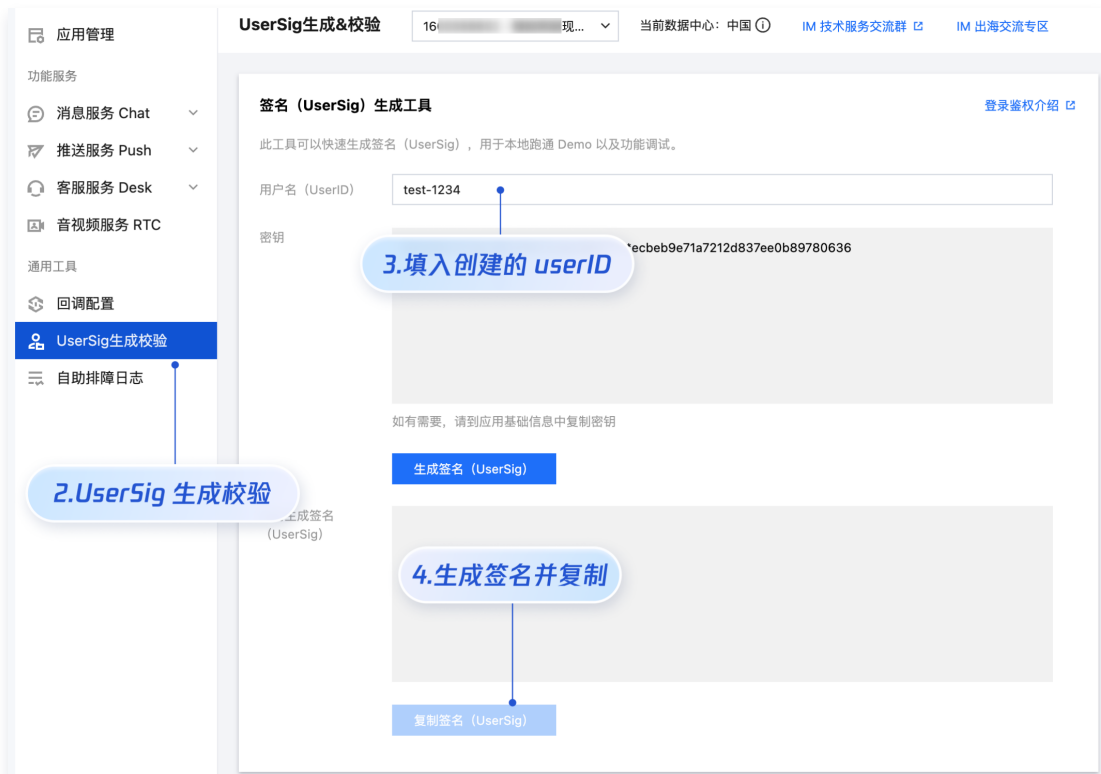 应用管理
功能服务
消息服务 Chat
推送服务 Push
客服服务 Desk
音视频服务 RTC
通用工具
回调配置
UserSig生成校验
自助排障日志
2.UserSig 生成校验
UserSig生成&校验
现...
当前数据中心：中国
IM 技术服务交流群
IM 出海交流专区
签名（UserSig）生成工具
登录鉴权介绍
此工具可以快速生成签名（UserSig），用于本地跑通 Demo 以及功能调试。
用户名（UserID）
test-1234
密钥
ecbeb9e71a7212d837ee0b89780636
3.填入创建的 userID
如有需要，请到应用基础信息中复制密钥
生成签名（UserSig）
生成签名
（UserSig）
4.生成签名并复制
复制签名（UserSig）